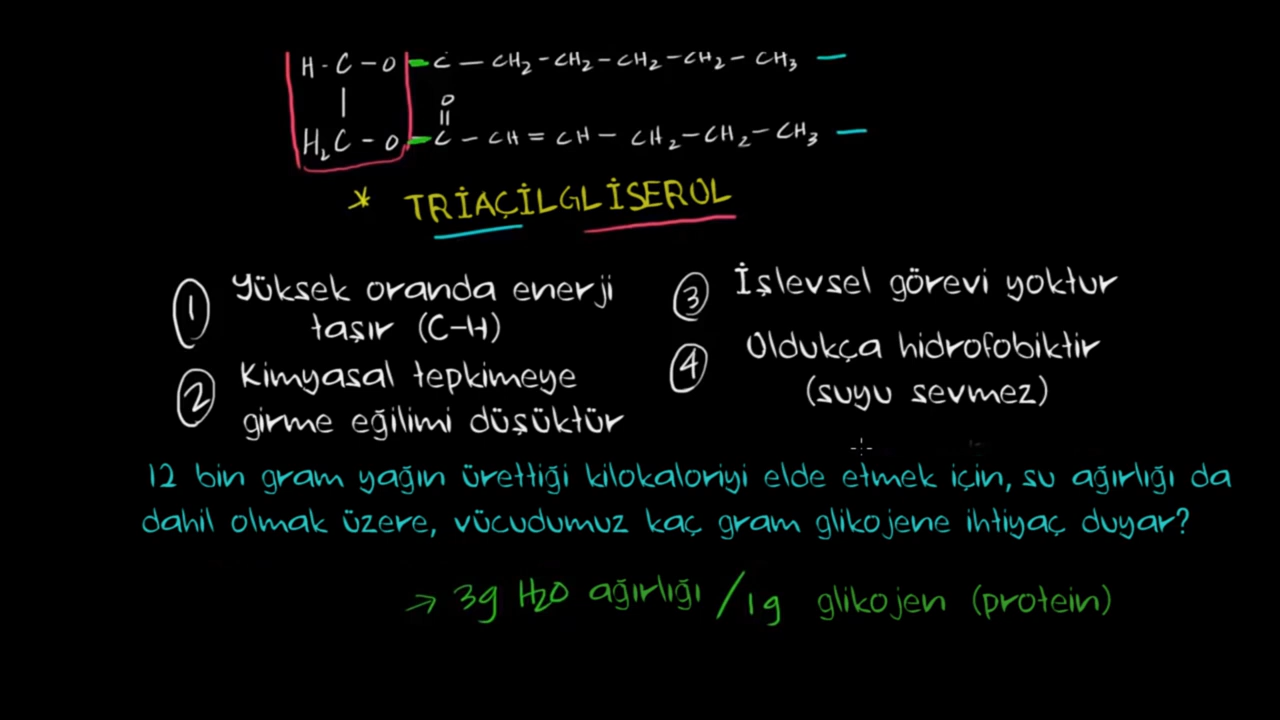 H - C - O - C - CH2 - CH2 - CH2 - CH2 - CH3 -
O
H2C - O - C - CH = CH - CH2 - CH2 - CH3 -
* TRİAÇİLGLİSEROL
1 Yüksek oranda enerji
taşır (C-H)
2 Kimyasal tepkimeye
girme eğilimi düşüktür
3 İşlevsel görevi yoktur
4 Oldukça hidrofobiktir
(suyu sevmez)
12 bin gram yağın ürettiği kilokaloriyi elde etmek için, su ağırlığı da
dahil olmak üzere, vücudumuz kaç gram glikojene ihtiyaç duyar?
→ 3g H2O ağırlığı / 1g glikojen (protein)